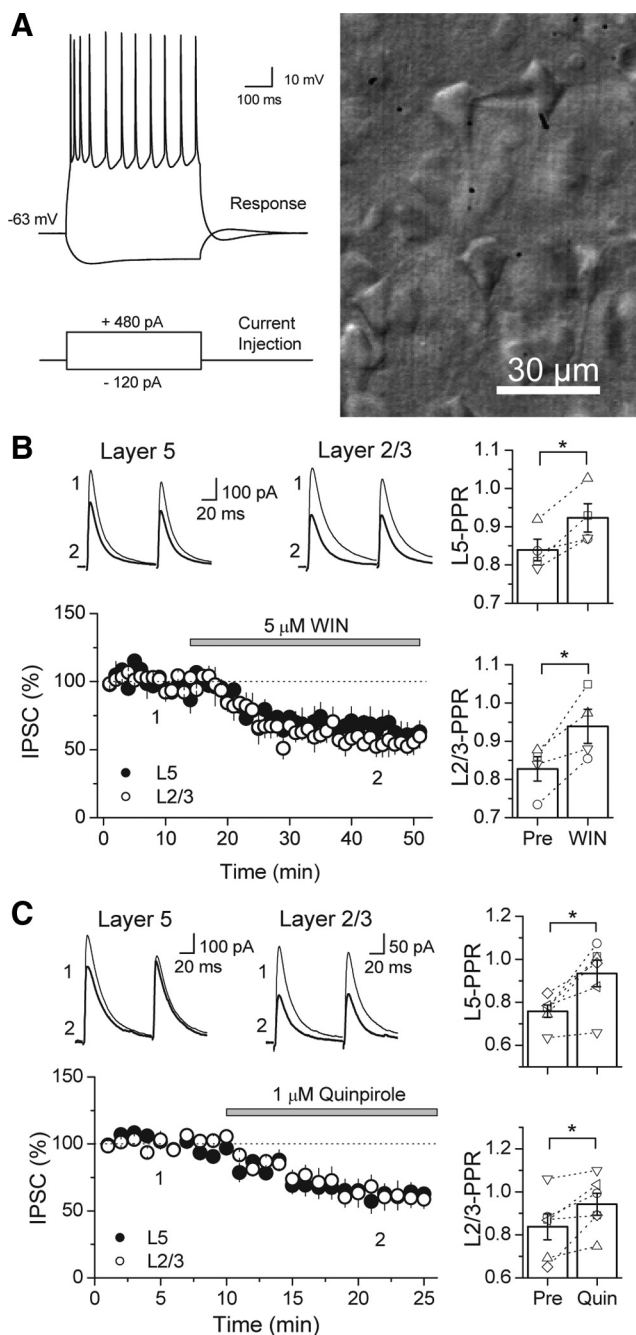 A
10 mV
100 ms
-63 mV
Response
+ 480 pA
Current
Injection
- 120 pA
30 µm
B
Layer 5
Layer 2/3
1
100 pA
20 ms
1
2
2
L5-PPR
1.1
1.0
0.9
0.8
0.7
*
IPSC (%)
150
100
50
0
5 µM WIN
1
2
L5
L2/3
0
10
20
30
40
50
Time (min)
L2/3-PPR
1.1
1.0
0.9
0.8
0.7
*
Pre
WIN
C
Layer 5
Layer 2/3
1
100 pA
20 ms
1
50 pA
20 ms
2
2
L5-PPR
1.2
1.0
0.8
0.6
*
IPSC (%)
150
100
50
0
1 µM Quinpirole
1
2
L5
L2/3
0
5
10
15
20
25
Time (min)
L2/3-PPR
1.2
1.0
0.8
0.6
*
Pre
Quin